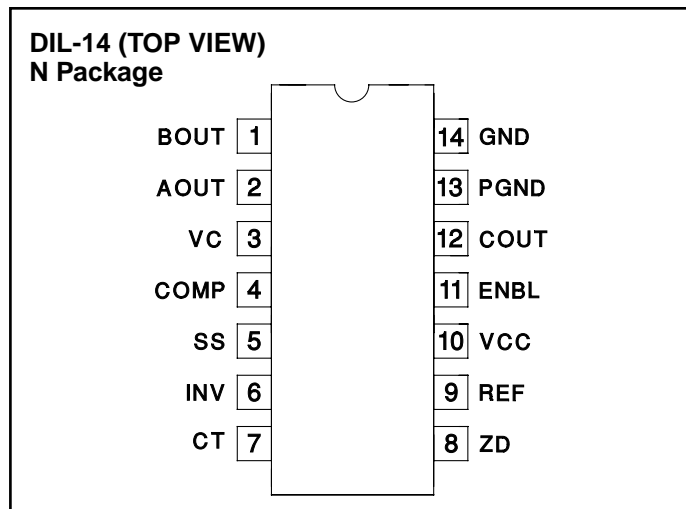 DIL-14 (TOP VIEW)
N Package
BOUT 1 14 GND
AOUT 2 13 PGND
VC 3 12 COUT
COMP 4 11 ENBL
SS 5 10 VCC
INV 6 9 REF
CT 7 8 ZD